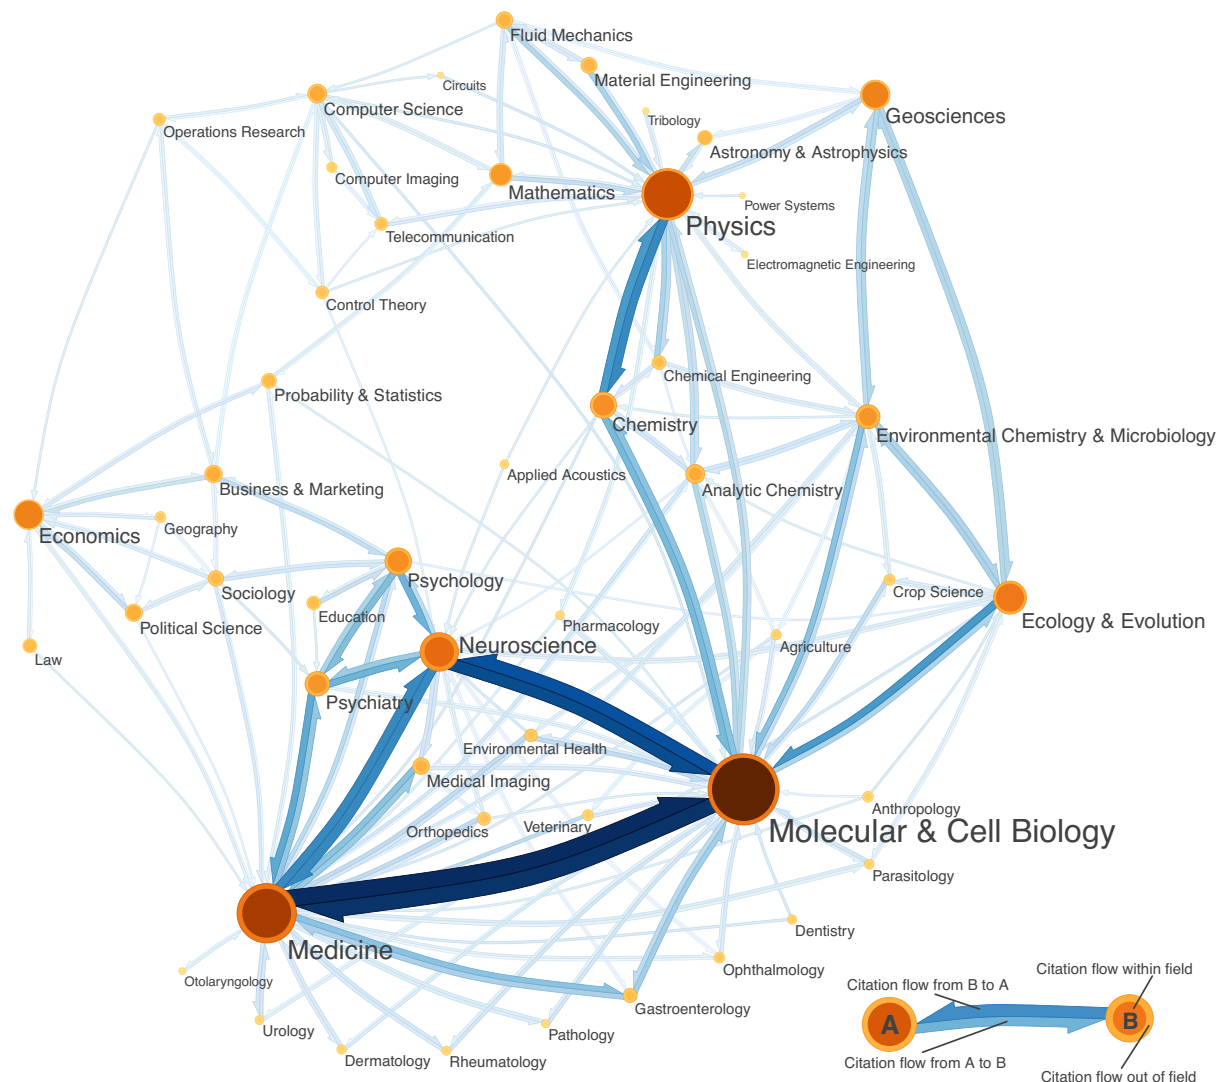 Fluid Mechanics
Material Engineering
Circuits
Computer Science
Geosciences
Tribology
Operations Research
Astronomy & Astrophysics
Computer Imaging
Mathematics
Power Systems
Physics
Telecommunication
Electromagnetic Engineering
Control Theory
Chemical Engineering
Probability & Statistics
Chemistry
Environmental Chemistry & Microbiology
Applied Acoustics
Analytic Chemistry
Business & Marketing
Geography
Economics
Psychology
Sociology
Crop Science
Education
Pharmacology
Ecology & Evolution
Political Science
Neuroscience
Agriculture
Law
Psychiatry
Environmental Health
Medical Imaging
Anthropology
Orthopedics
Veterinary
Molecular & Cell Biology
Parasitology
Dentistry
Medicine
Ophthalmology
Otolaryngology
Gastroenterology
Urology
Pathology
Dermatology
Rheumatology
Citation flow within field
Citation flow from B to A
A
B
Citation flow from A to B
Citation flow out of field